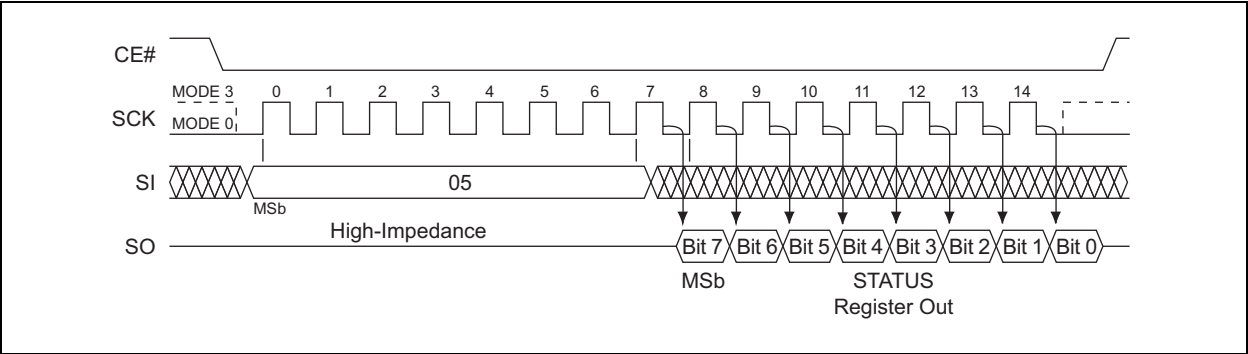 CE#
MODE 3 0 1 2 3 4 5 6 7 8 9 10 11 12 13 14
SCK
MODE 0
SI 05
MSb
High-Impedance
SO Bit 7 Bit 6 Bit 5 Bit 4 Bit 3 Bit 2 Bit 1 Bit 0
MSb STATUS
Register Out